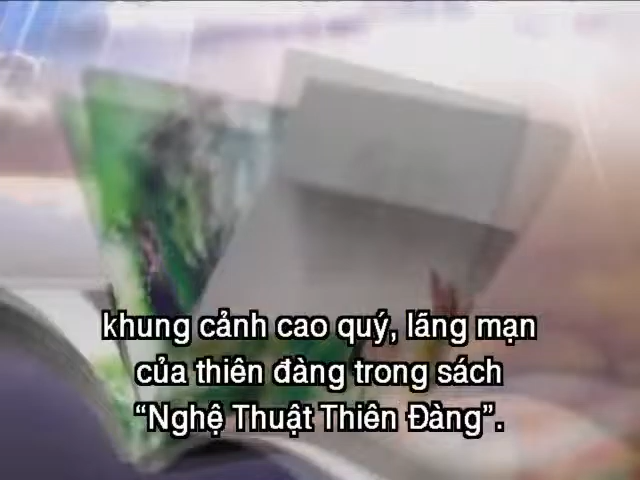 khung cảnh cao quý, lãng mạn
của thiên đàng trong sách
“Nghệ Thuật Thiên Đàng”.